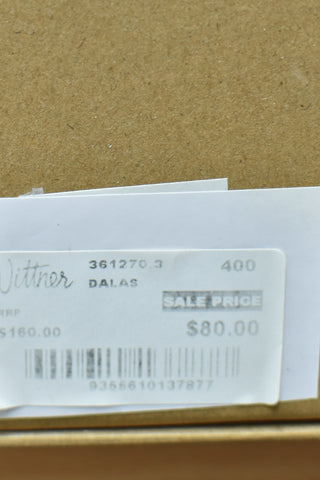 Wittner 361270.3 400
DALAS
SALE PRICE
RRP
$160.00 $80.00
9356610137877